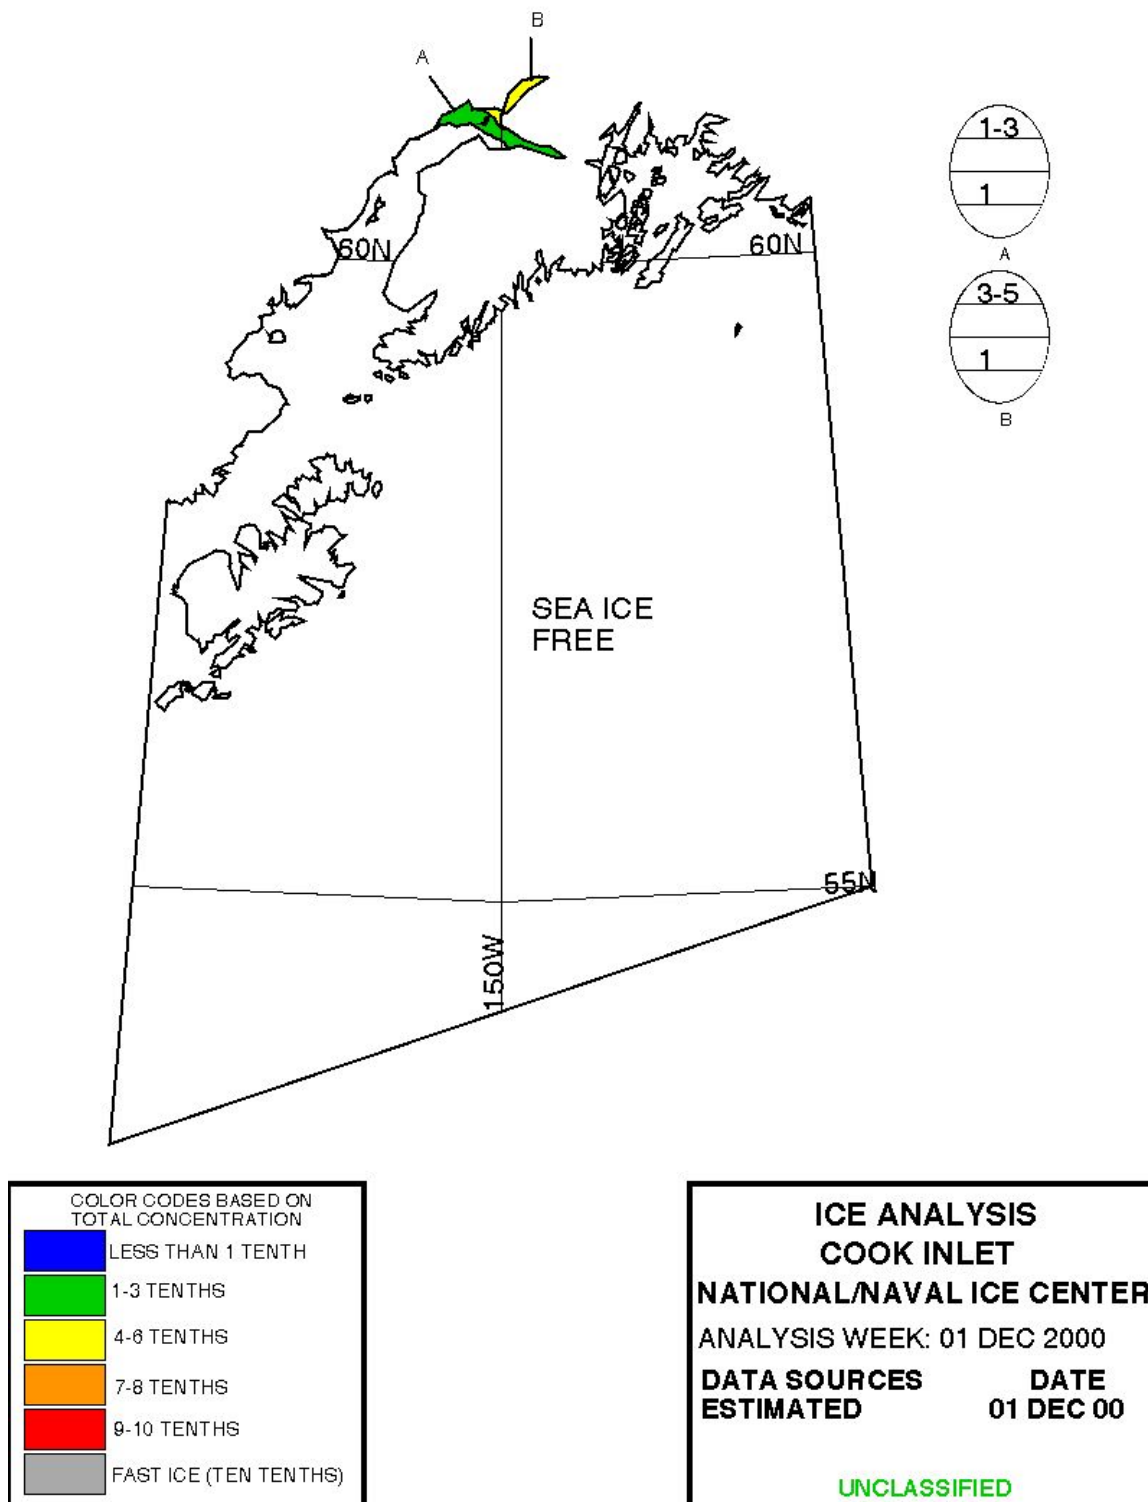 B
A
1-3
1
A
3-5
1
B
60N
60N
SEA ICE
FREE
55N
150W
COLOR CODES BASED ON
TOTAL CONCENTRATION
LESS THAN 1 TENTH
1-3 TENTHS
4-6 TENTHS
7-8 TENTHS
9-10 TENTHS
FAST ICE (TEN TENTHS)
ICE ANALYSIS
COOK INLET
NATIONAL/NAVAL ICE CENTER
ANALYSIS WEEK: 01 DEC 2000
DATA SOURCES DATE
ESTIMATED 01 DEC 00
UNCLASSIFIED